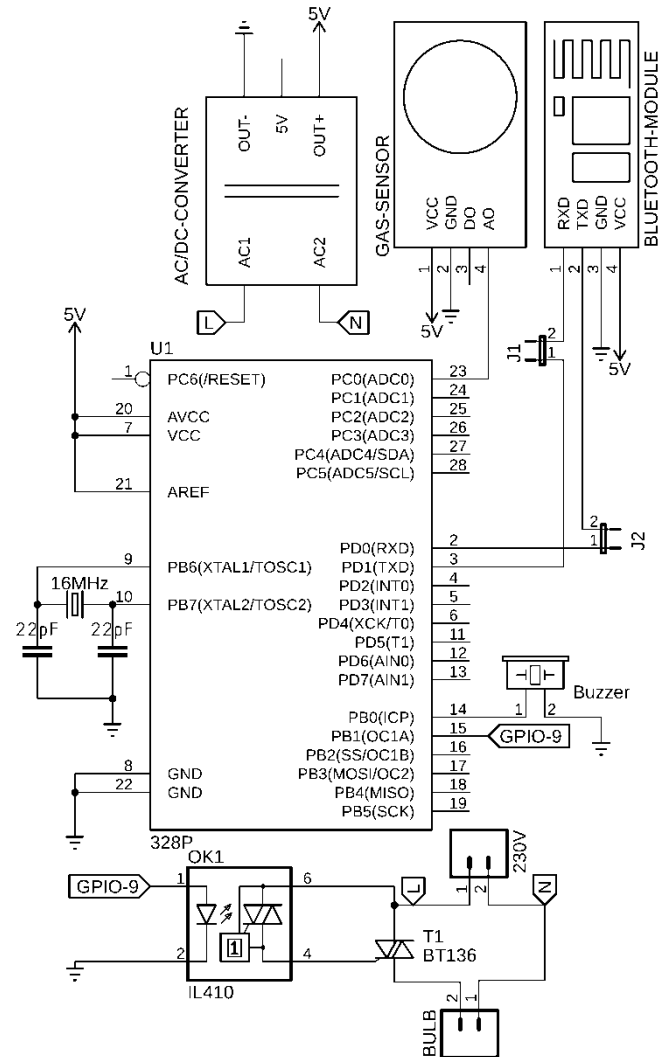 5V
OUT-
5V
OUT+
AC1
AC2
AC/DC-CONVERTER
L
N
GAS-SENSOR
VCC
GND
DO
AO
1
2
3
4
5V
BLUETOOTH-MODULE
RXD
TXD
GND
VCC
1
2
3
4
5V
2
1
J1
2
1
J2
5V
U1
1 PC6(/RESET)
20 AVCC
7 VCC
21 AREF
9 PB6(XTAL1/TOSC1)
16MHz
10 PB7(XTAL2/TOSC2)
22pF 22pF
8 GND
22 GND
PC0(ADC0) 23
PC1(ADC1) 24
PC2(ADC2) 25
PC3(ADC3) 26
PC4(ADC4/SDA) 27
PC5(ADC5/SCL) 28
PD0(RXD) 2
PD1(TXD) 3
PD2(INT0) 4
PD3(INT1) 5
PD4(XCK/T0) 6
PD5(T1) 11
PD6(AIN0) 12
PD7(AIN1) 13
PB0(ICP) 14
PB1(OC1A) 15
PB2(SS/OC1B) 16
PB3(MOSI/OC2) 17
PB4(MISO) 18
PB5(SCK) 19
328P
1 2
Buzzer
GPIO-9
OK1
GPIO-9
1
2
6
4
1
IL410
L
T1
BT136
230V
1 2
N
2 1
BULB